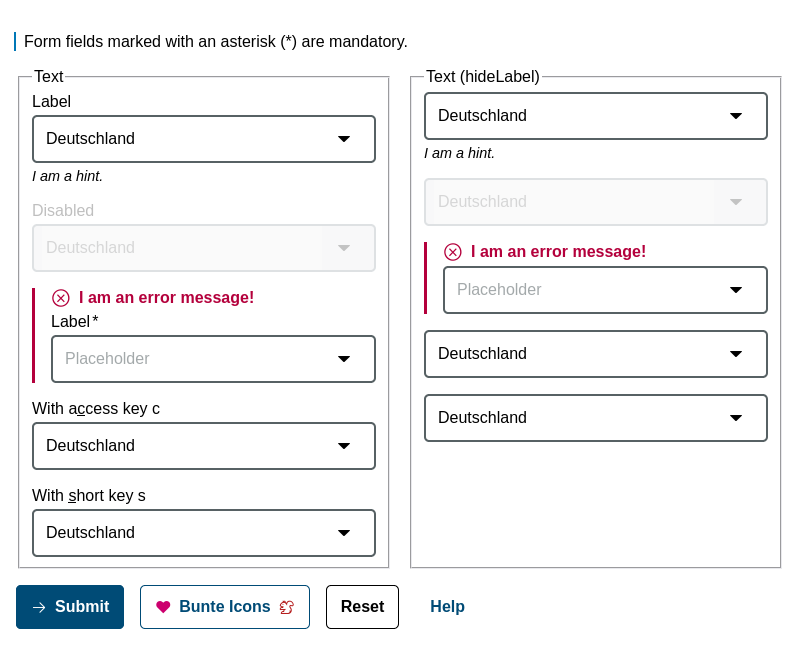 Form fields marked with an asterisk (*) are mandatory.
Text
Label
Deutschland
I am a hint.
Disabled
Deutschland
I am an error message!
Label*
Placeholder
With access key c
Deutschland
With short key s
Deutschland
Text (hideLabel)
Deutschland
I am a hint.
Deutschland
I am an error message!
Placeholder
Deutschland
Deutschland
Submit
Bunte Icons
Reset
Help